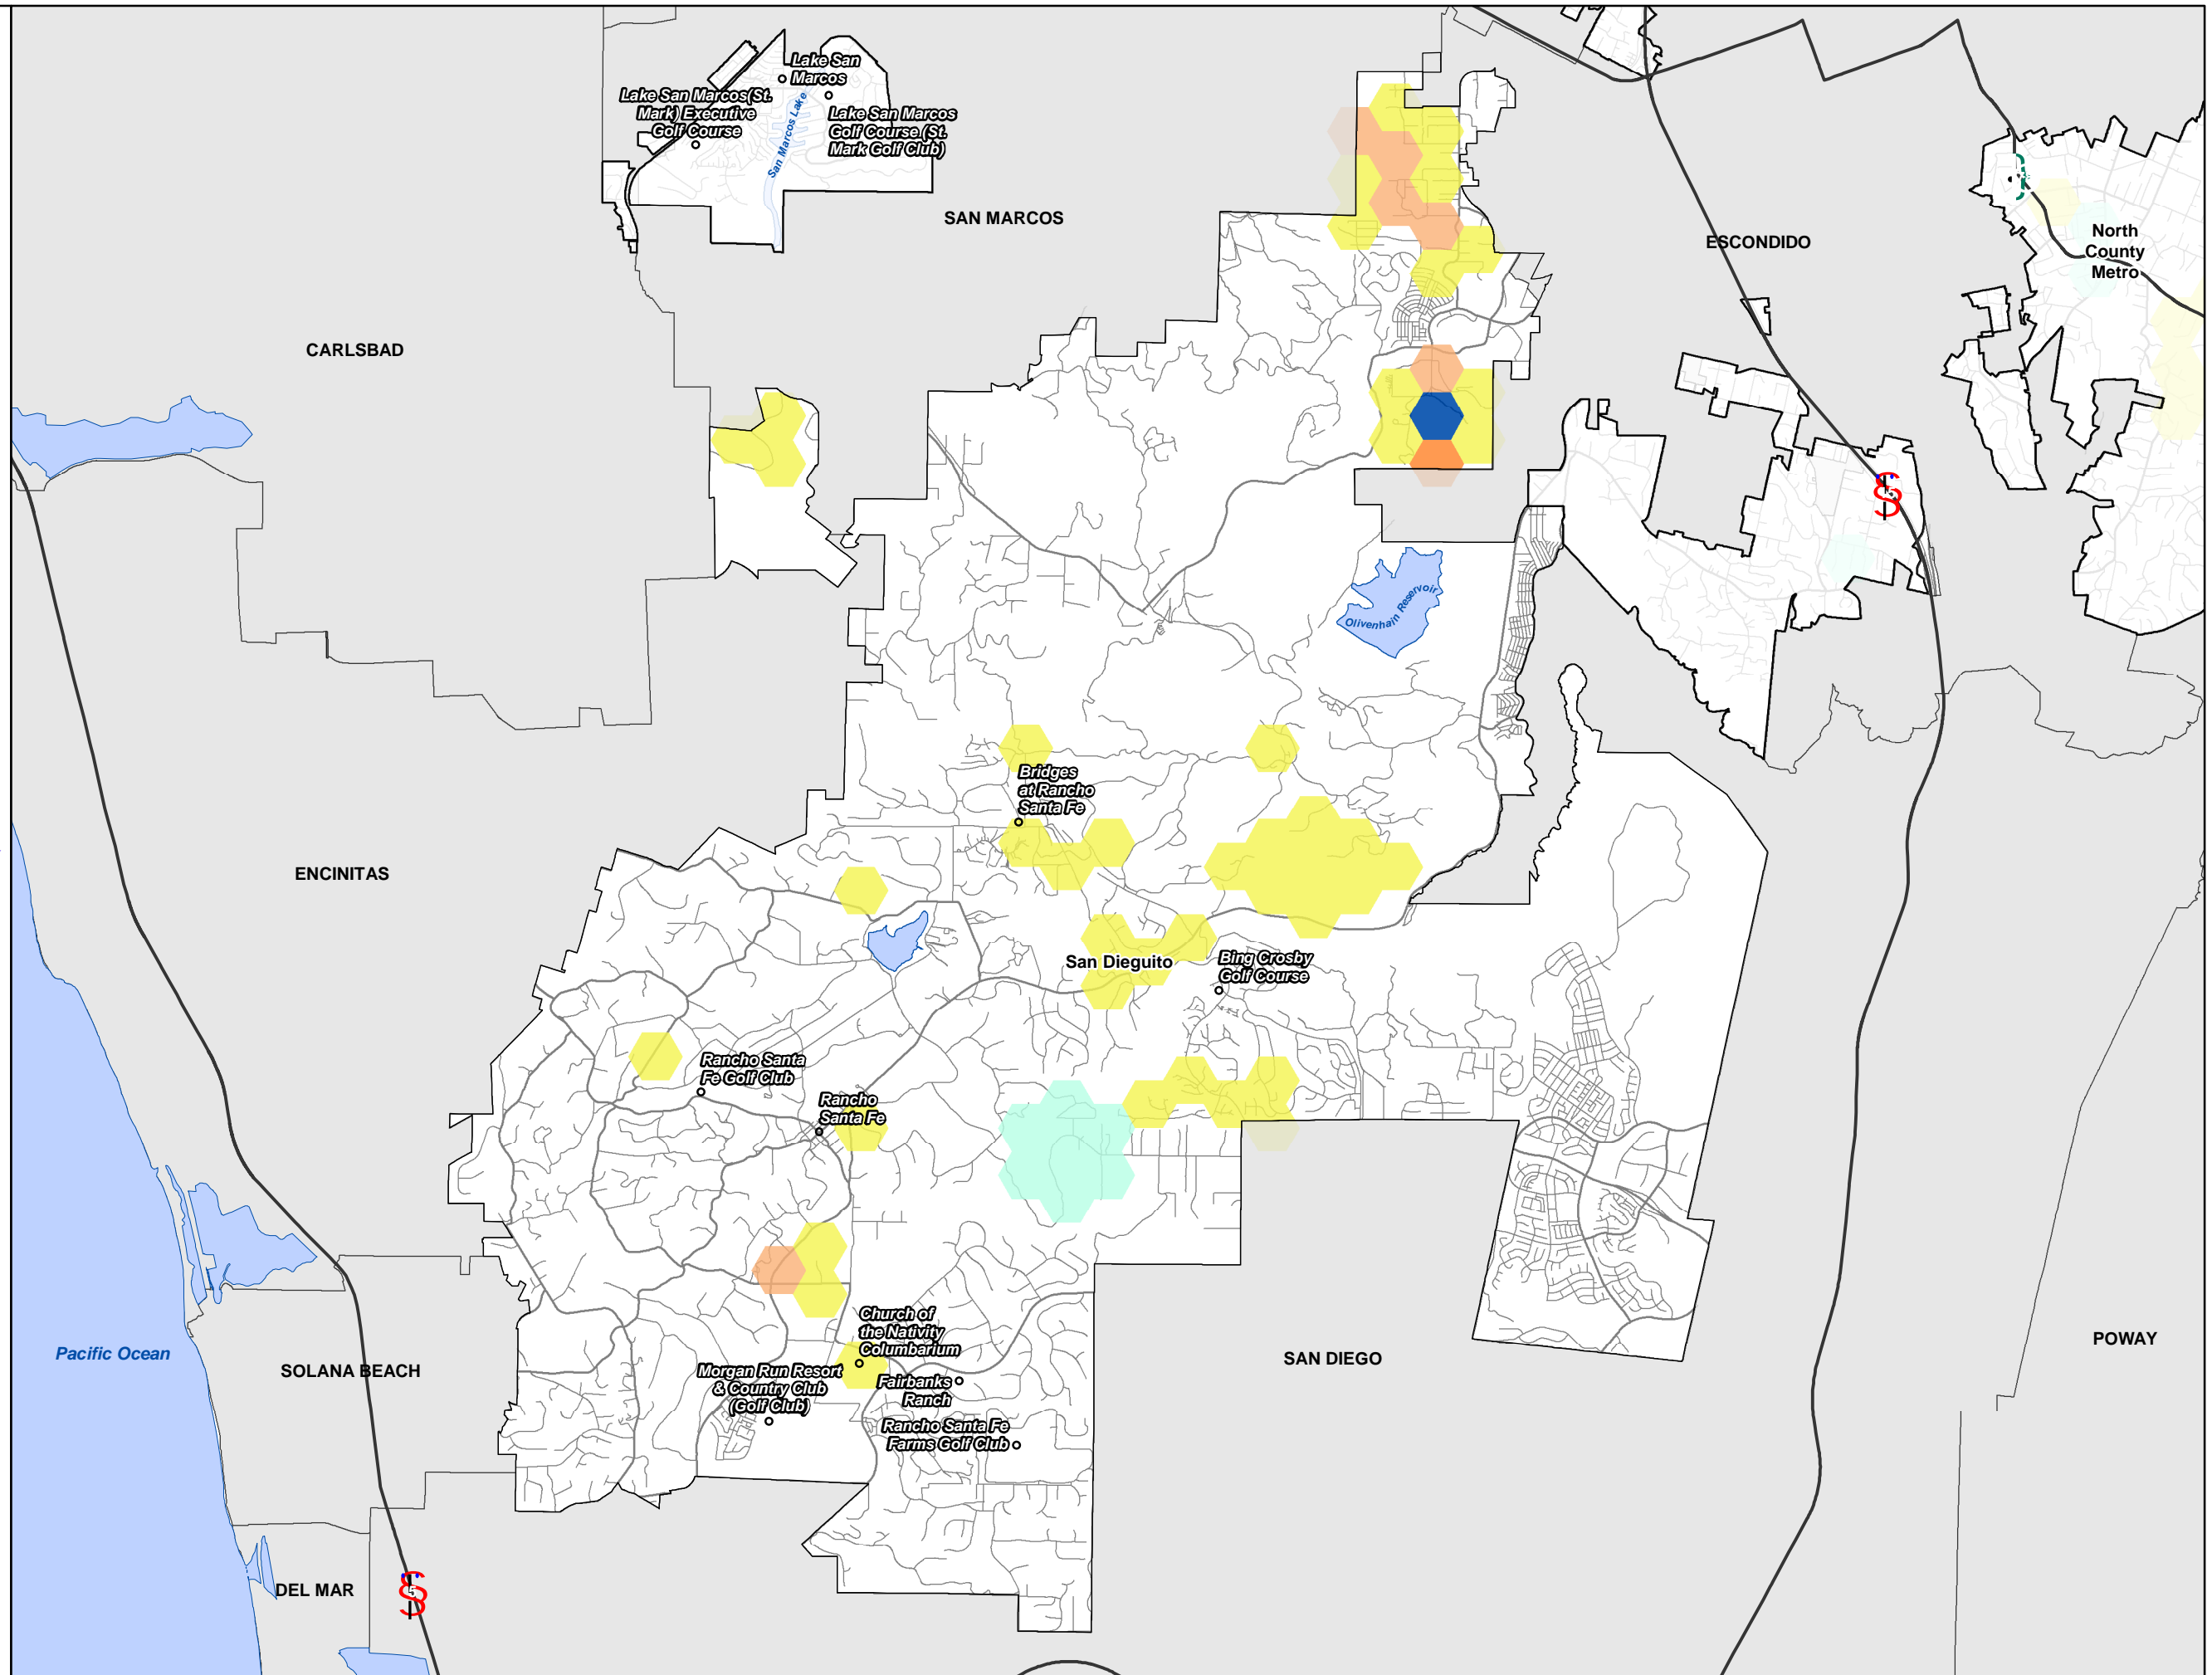 Lake San
Marcos
Lake San Marcos(St.
Mark) Executive
Golf Course
Lake San Marcos
Golf Course (St.
Mark Golf Club)
San Marcos Lake
SAN MARCOS
ESCONDIDO
North
County
Metro
CARLSBAD
Olivenhain Reservoir
Bridges
at Rancho
Santa Fe
ENCINITAS
San Dieguito
Bing Crosby
Golf Course
Rancho Santa
Fe Golf Club
Rancho
Santa Fe
Church of
the Nativity
Columbarium
Pacific Ocean
SOLANA BEACH
SAN DIEGO
POWAY
Morgan Run Resort
& Country Club
(Golf Club)
Fairbanks
Ranch
Rancho Santa Fe
Farms Golf Club
DEL MAR